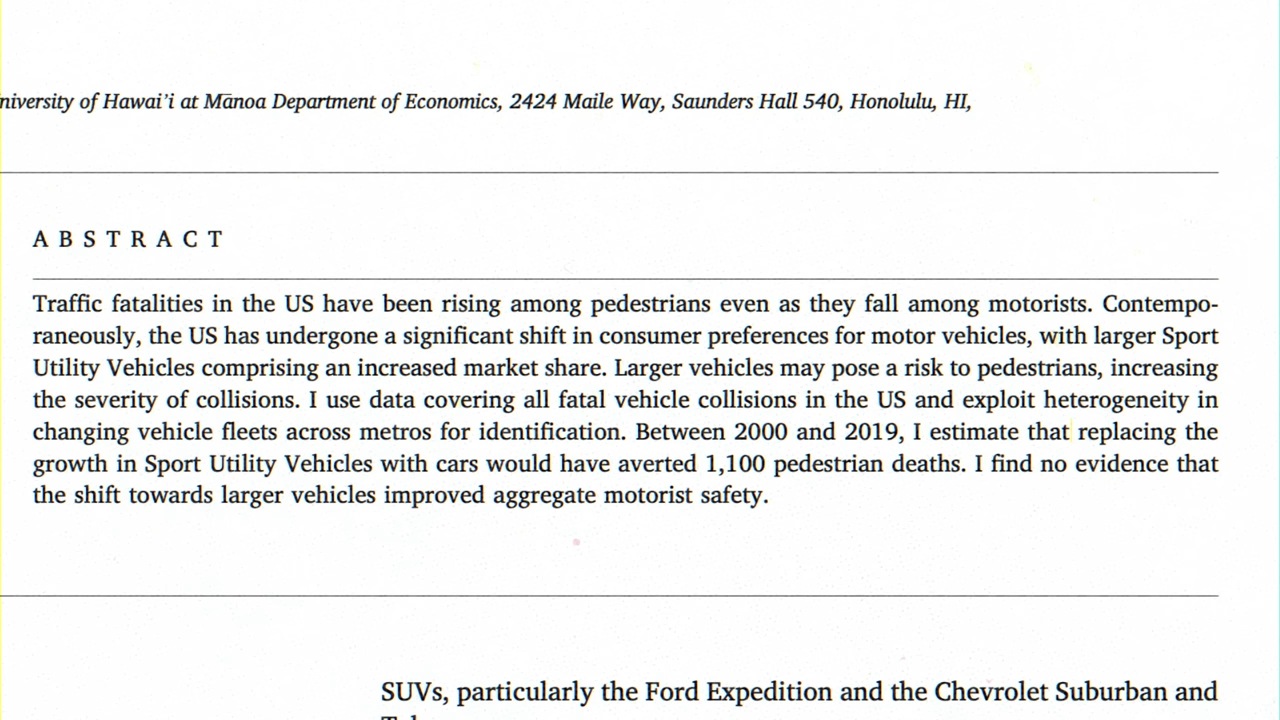 niversity of Hawai'i at Mānoa Department of Economics, 2424 Maile Way, Saunders Hall 540, Honolulu, HI,
A B S T R A C T
Traffic fatalities in the US have been rising among pedestrians even as they fall among motorists. Contempo-
raneously, the US has undergone a significant shift in consumer preferences for motor vehicles, with larger Sport
Utility Vehicles comprising an increased market share. Larger vehicles may pose a risk to pedestrians, increasing
the severity of collisions. I use data covering all fatal vehicle collisions in the US and exploit heterogeneity in
changing vehicle fleets across metros for identification. Between 2000 and 2019, I estimate that replacing the
growth in Sport Utility Vehicles with cars would have averted 1,100 pedestrian deaths. I find no evidence that
the shift towards larger vehicles improved aggregate motorist safety.
SUVs, particularly the Ford Expedition and the Chevrolet Suburban and